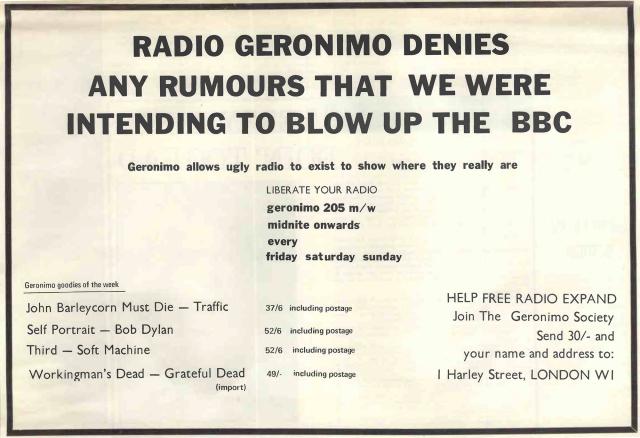 RADIO GERONIMO DENIES
ANY RUMOURS THAT WE WERE
INTENDING TO BLOW UP THE BBC
Geronimo allows ugly radio to exist to show where they really are
LIBERATE YOUR RADIO
geronimo 205 m/w
midnite onwards
every
friday saturday sunday
Geronimo goodies of the week
John Barleycorn Must Die — Traffic 37/6 including postage
Self Portrait — Bob Dylan 52/6 including postage
Third — Soft Machine 52/6 including postage
Workingman's Dead — Grateful Dead 49/- including postage
(import)
HELP FREE RADIO EXPAND
Join The Geronimo Society
Send 30/- and
your name and address to:
1 Harley Street, LONDON W1